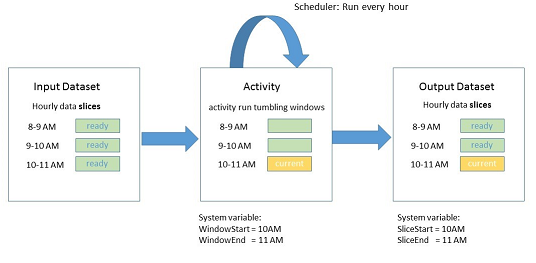 Scheduler: Run every hour
Input Dataset
Hourly data slices
8-9 AM ready
9-10 AM ready
10-11 AM ready
Activity
activity run tumbling windows
8-9 AM
9-10 AM
10-11 AM current
System variable:
WindowStart = 10AM
WindowEnd = 11 AM
Output Dataset
Hourly data slices
8-9 AM ready
9-10 AM ready
10-11 AM current
System variable:
SliceStart = 10AM
SliceEnd = 11 AM